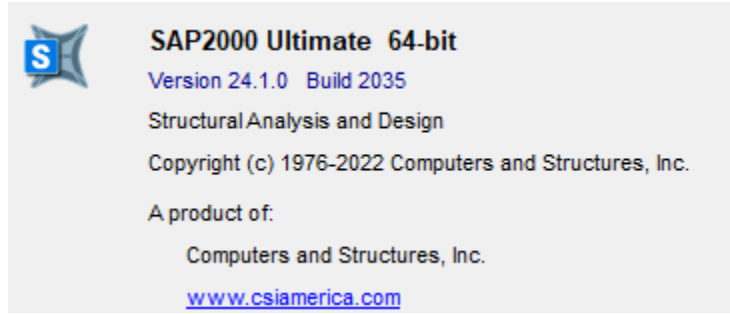 S
SAP2000 Ultimate 64-bit
Version 24.1.0 Build 2035
Structural Analysis and Design
Copyright (c) 1976-2022 Computers and Structures, Inc.
A product of:
Computers and Structures, Inc.
www.csiamerica.com